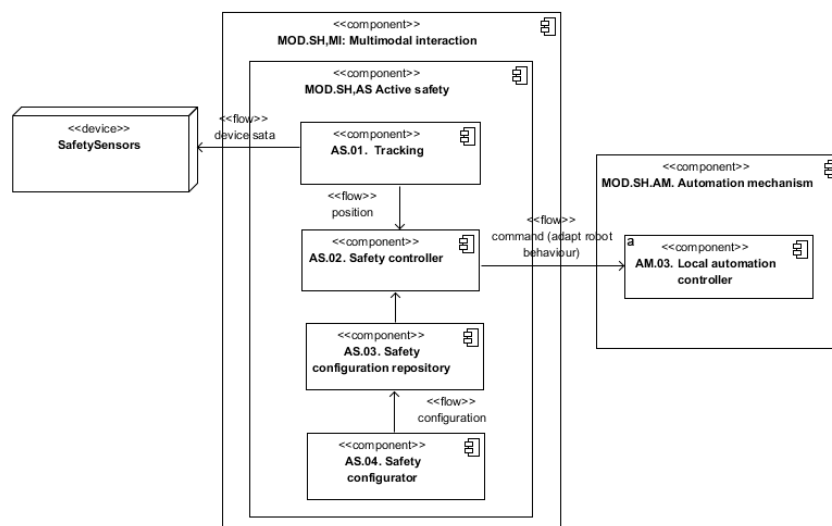 <<component>>
MOD.SH,MI: Multimodal interaction
<<component>>
MOD.SH,AS Active safety
<<device>>
SafetySensors
<<flow>>
device sata
<<component>>
AS.01. Tracking
<<flow>>
position
<<component>>
AS.02. Safety controller
<<flow>>
command (adapt robot
behaviour)
<<component>>
MOD.SH.AM. Automation mechanism
a
<<component>>
AM.03. Local automation
controller
<<component>>
AS.03. Safety
configuration repository
<<flow>>
configuration
<<component>>
AS.04. Safety
configurator